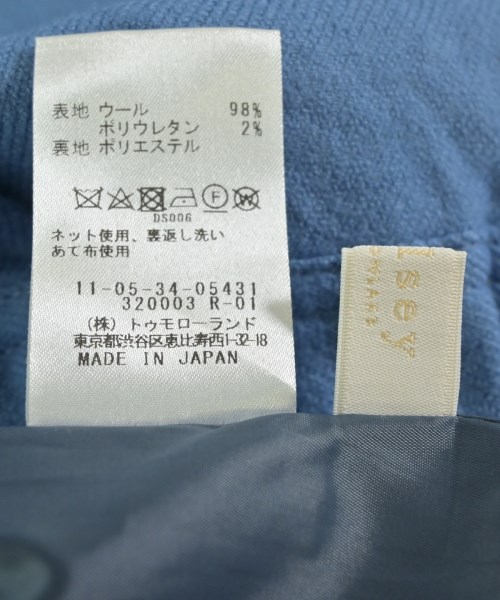 表地 ウール 98%
ポリウレタン 2%
裏地 ポリエステル
F W
DS006
ネット使用、裏返し洗い
あて布使用
11-05-34-05431
320003 R-01
(株) トゥモローランド
東京都渋谷区恵比寿西1-32-18
MADE IN JAPAN